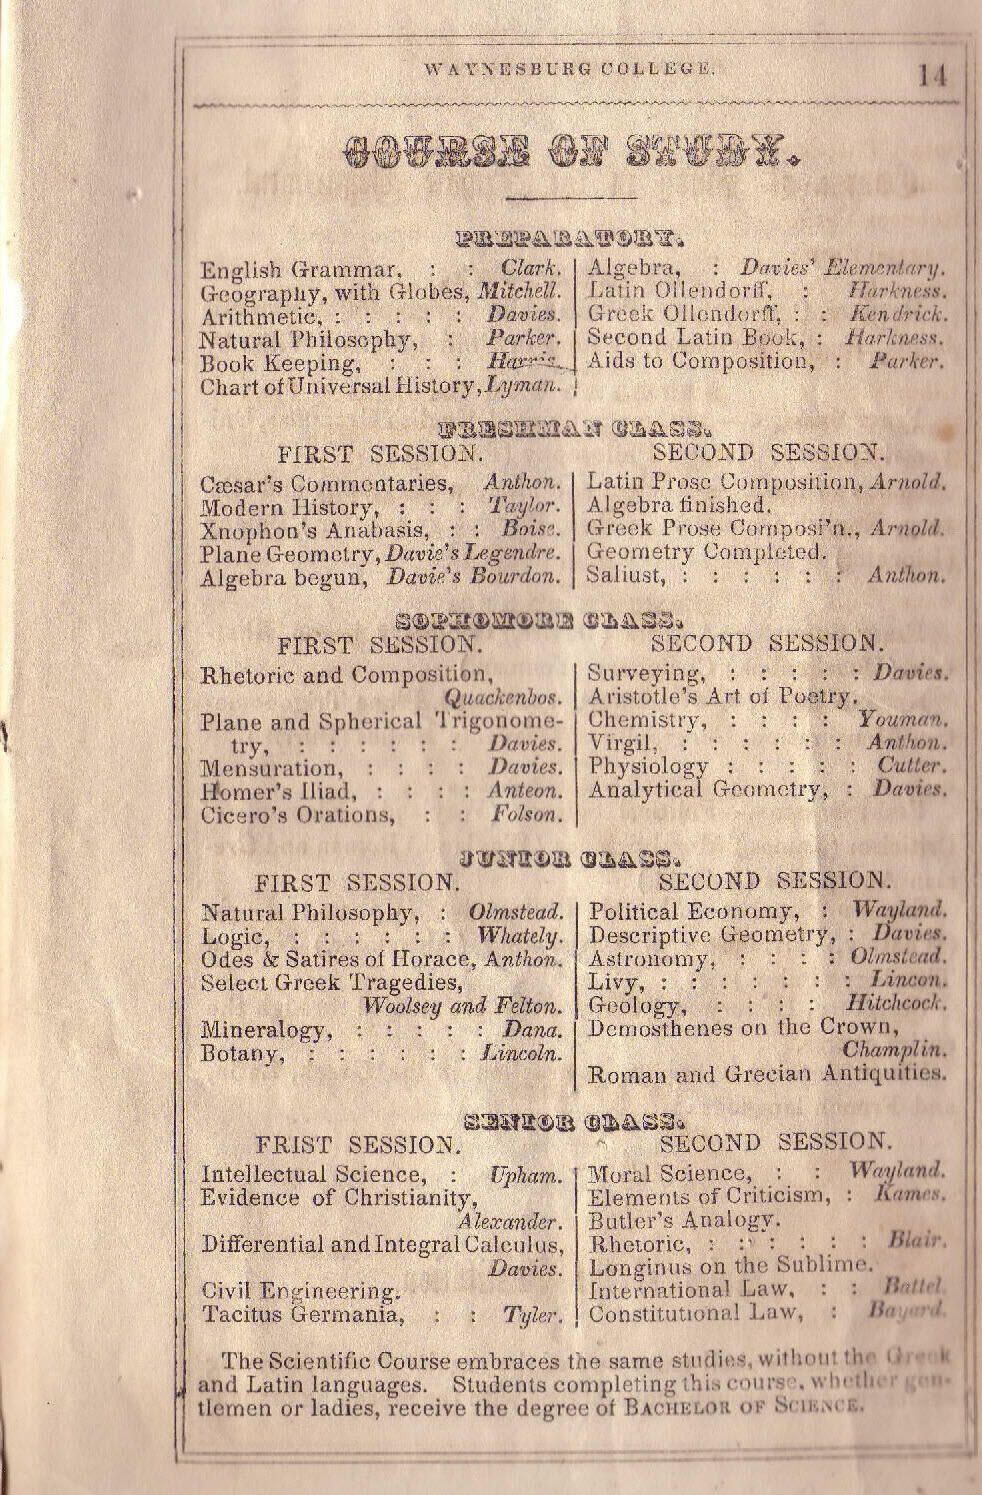 WAYNESBURG COLLEGE.
14
COURSE OF STUDY.
PREPARATORY.
English Grammar. : : Clark.
Geography, with Globes, Mitchell.
Arithmetic, : : : : : Davies.
Natural Philosophy, : Parker.
Book Keeping, : : : Harris.
Chart of Universal History, Lyman.
Algebra, : Davies' Elementary.
Latin Ollendorff, : Harkness.
Greek Ollendorff, : : Kendrick.
Second Latin Book, : Harkness.
Aids to Composition, : Parker.
FRESHMAN CLASS.
FIRST SESSION.
Cæsar's Commentaries, Anthon.
Modern History, : : : Taylor.
Xnophon's Anabasis, : : Boise.
Plane Geometry, Davie's Legendre.
Algebra begun, Davie's Bourdon.
SECOND SESSION.
Latin Prose Composition, Arnold.
Algebra finished.
Greek Prose Composi'n., Arnold.
Geometry Completed.
Sallust, : : : : : : Anthon.
SOPHOMORE CLASS.
FIRST SESSION.
Rhetoric and Composition,
Quackenbos.
Plane and Spherical Trigonome-
try, : : : : : : Davies.
Mensuration, : : : : Davies.
Homer's Iliad, : : : : Anteon.
Cicero's Orations, : : Folson.
SECOND SESSION.
Surveying, : : : : : Davies.
Aristotle's Art of Poetry.
Chemistry, : : : : Youman.
Virgil, : : : : : : Anthon.
Physiology : : : : : Cutter.
Analytical Geometry, : Davies.
JUNIOR CLASS.
FIRST SESSION.
Natural Philosophy, : Olmstead.
Logic, : : : : : : Whately.
Odes & Satires of Horace, Anthon.
Select Greek Tragedies,
Woolsey and Felton.
Mineralogy, : : : : : Dana.
Botany, : : : : : : Lincoln.
SECOND SESSION.
Political Economy, : Wayland.
Descriptive Geometry, : Davies.
Astronomy, : : : : Olmstead.
Livy, : : : : : : : Lincon.
Geology, : : : : Hitchcock.
Demosthenes on the Crown,
Champlin.
Roman and Grecian Antiquities.
SENIOR CLASS.
FRIST SESSION.
Intellectual Science, : Upham.
Evidence of Christianity,
Alexander.
Differential and Integral Calculus,
Davies.
Civil Engineering.
Tacitus Germania, : : Tyler.
SECOND SESSION.
Moral Science, : : Wayland.
Elements of Criticism, : Kames.
Butler's Analogy.
Rhetoric, : : : : : : Blair.
Longinus on the Sublime.
International Law, : : Battel.
Constitutional Law, : Bayard.
The Scientific Course embraces the same studies, without the Greek
and Latin languages. Students completing this course, whether gen-
tlemen or ladies, receive the degree of BACHELOR OF SCIENCE.